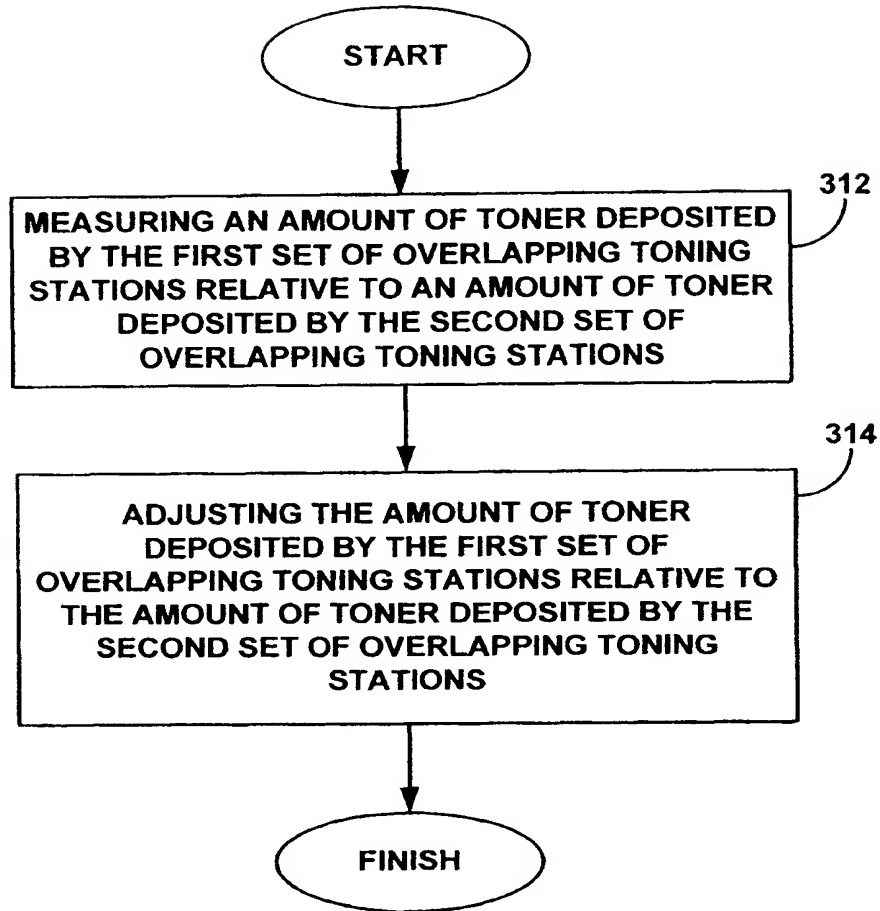 START
312
MEASURING AN AMOUNT OF TONER DEPOSITED
BY THE FIRST SET OF OVERLAPPING TONING
STATIONS RELATIVE TO AN AMOUNT OF TONER
DEPOSITED BY THE SECOND SET OF
OVERLAPPING TONING STATIONS
314
ADJUSTING THE AMOUNT OF TONER
DEPOSITED BY THE FIRST SET OF
OVERLAPPING TONING STATIONS RELATIVE TO
THE AMOUNT OF TONER DEPOSITED BY THE
SECOND SET OF OVERLAPPING TONING
STATIONS
FINISH